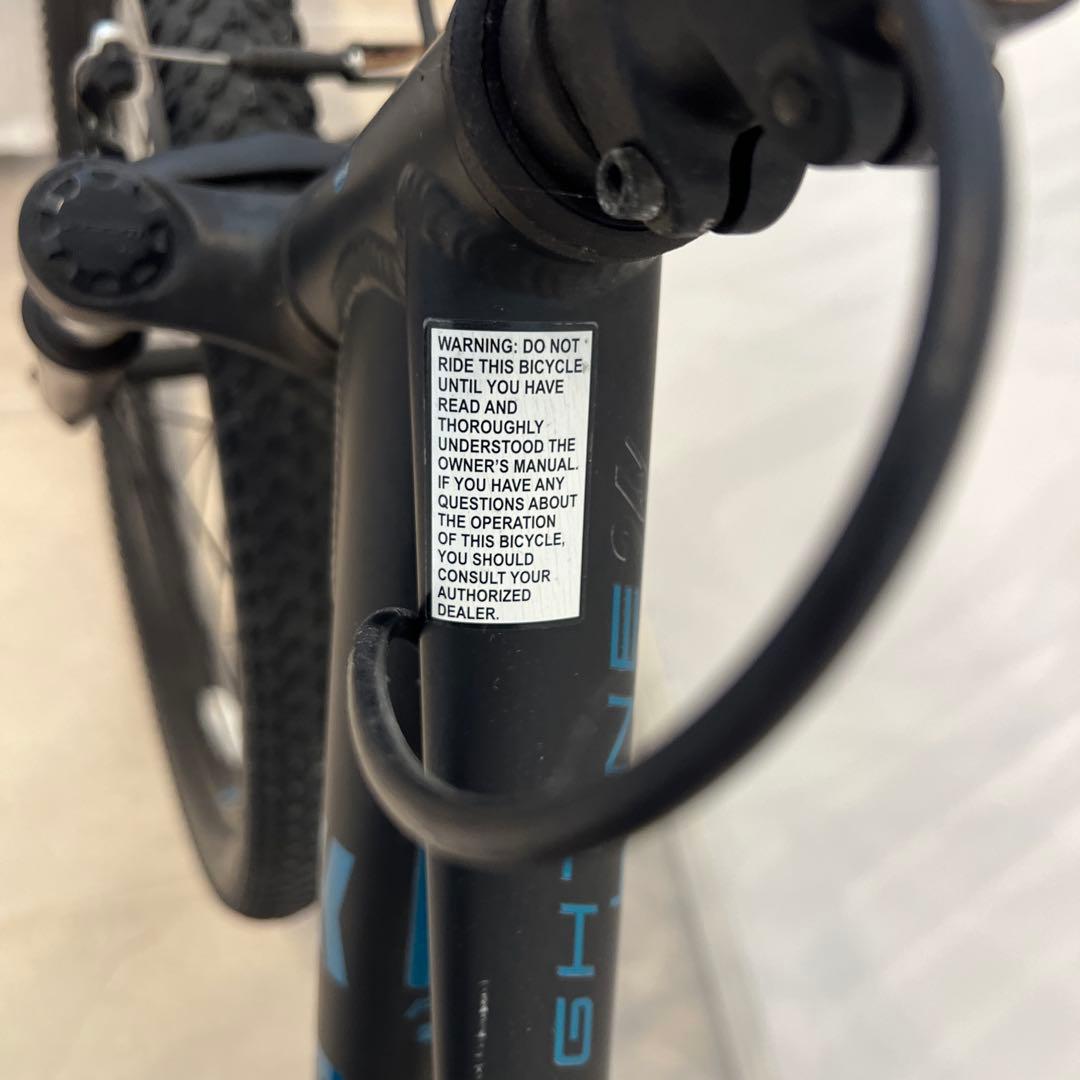 WARNING: DO NOT
RIDE THIS BICYCLE
UNTIL YOU HAVE
READ AND
THOROUGHLY
UNDERSTOOD THE
OWNER'S MANUAL.
IF YOU HAVE ANY
QUESTIONS ABOUT
THE OPERATION
OF THIS BICYCLE,
YOU SHOULD
CONSULT YOUR
AUTHORIZED
DEALER.